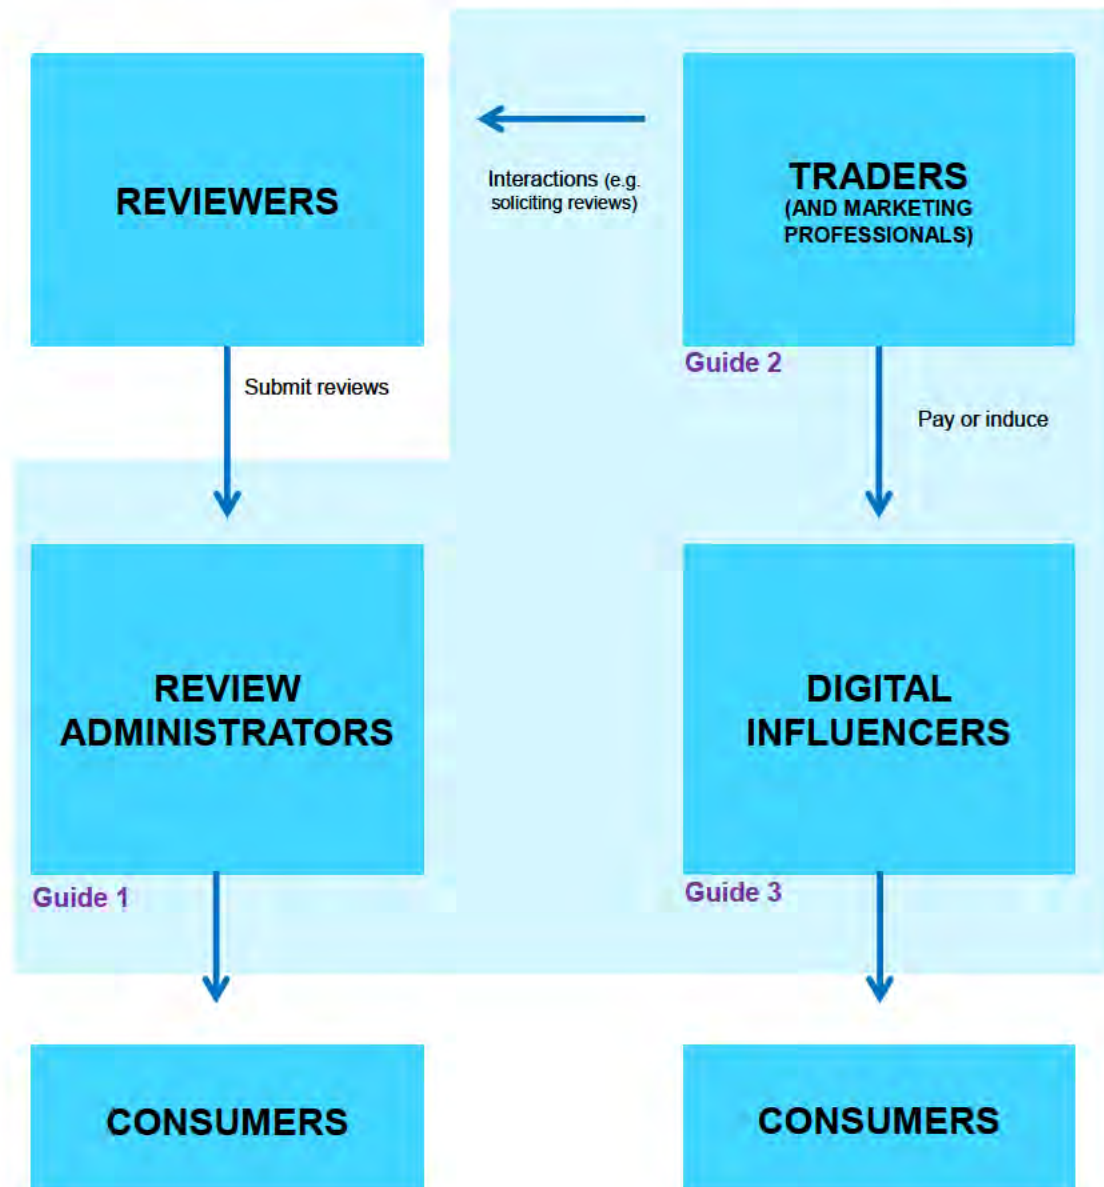 REVIEWERS
Interactions (e.g.
soliciting reviews)
TRADERS
(AND MARKETING
PROFESSIONALS)
Guide 2
Submit reviews
Pay or induce
REVIEW
ADMINISTRATORS
DIGITAL
INFLUENCERS
Guide 1
Guide 3
CONSUMERS
CONSUMERS